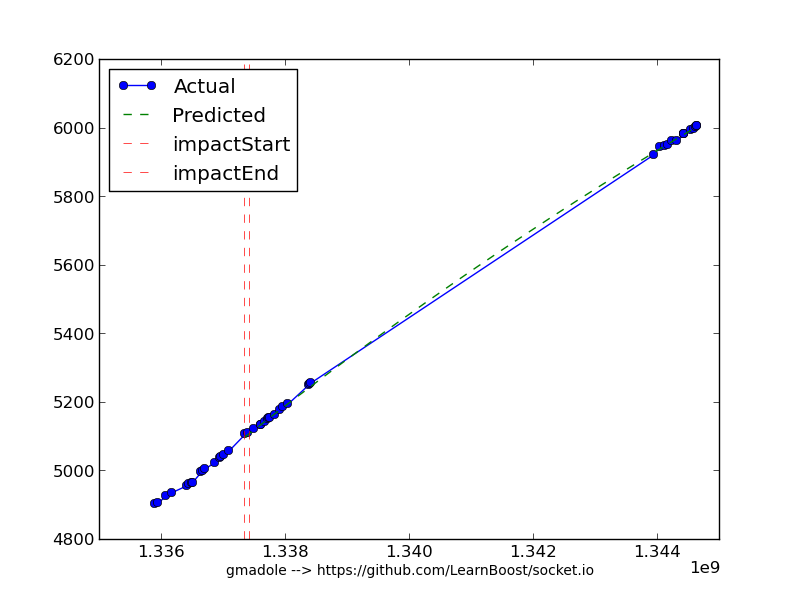 6200
6000
5800
5600
5400
5200
5000
4800
Actual
Predicted
impactStart
impactEnd
1.336 1.338 1.340 1.342 1.344
1e9
gmadole --> https://github.com/LearnBoost/socket.io